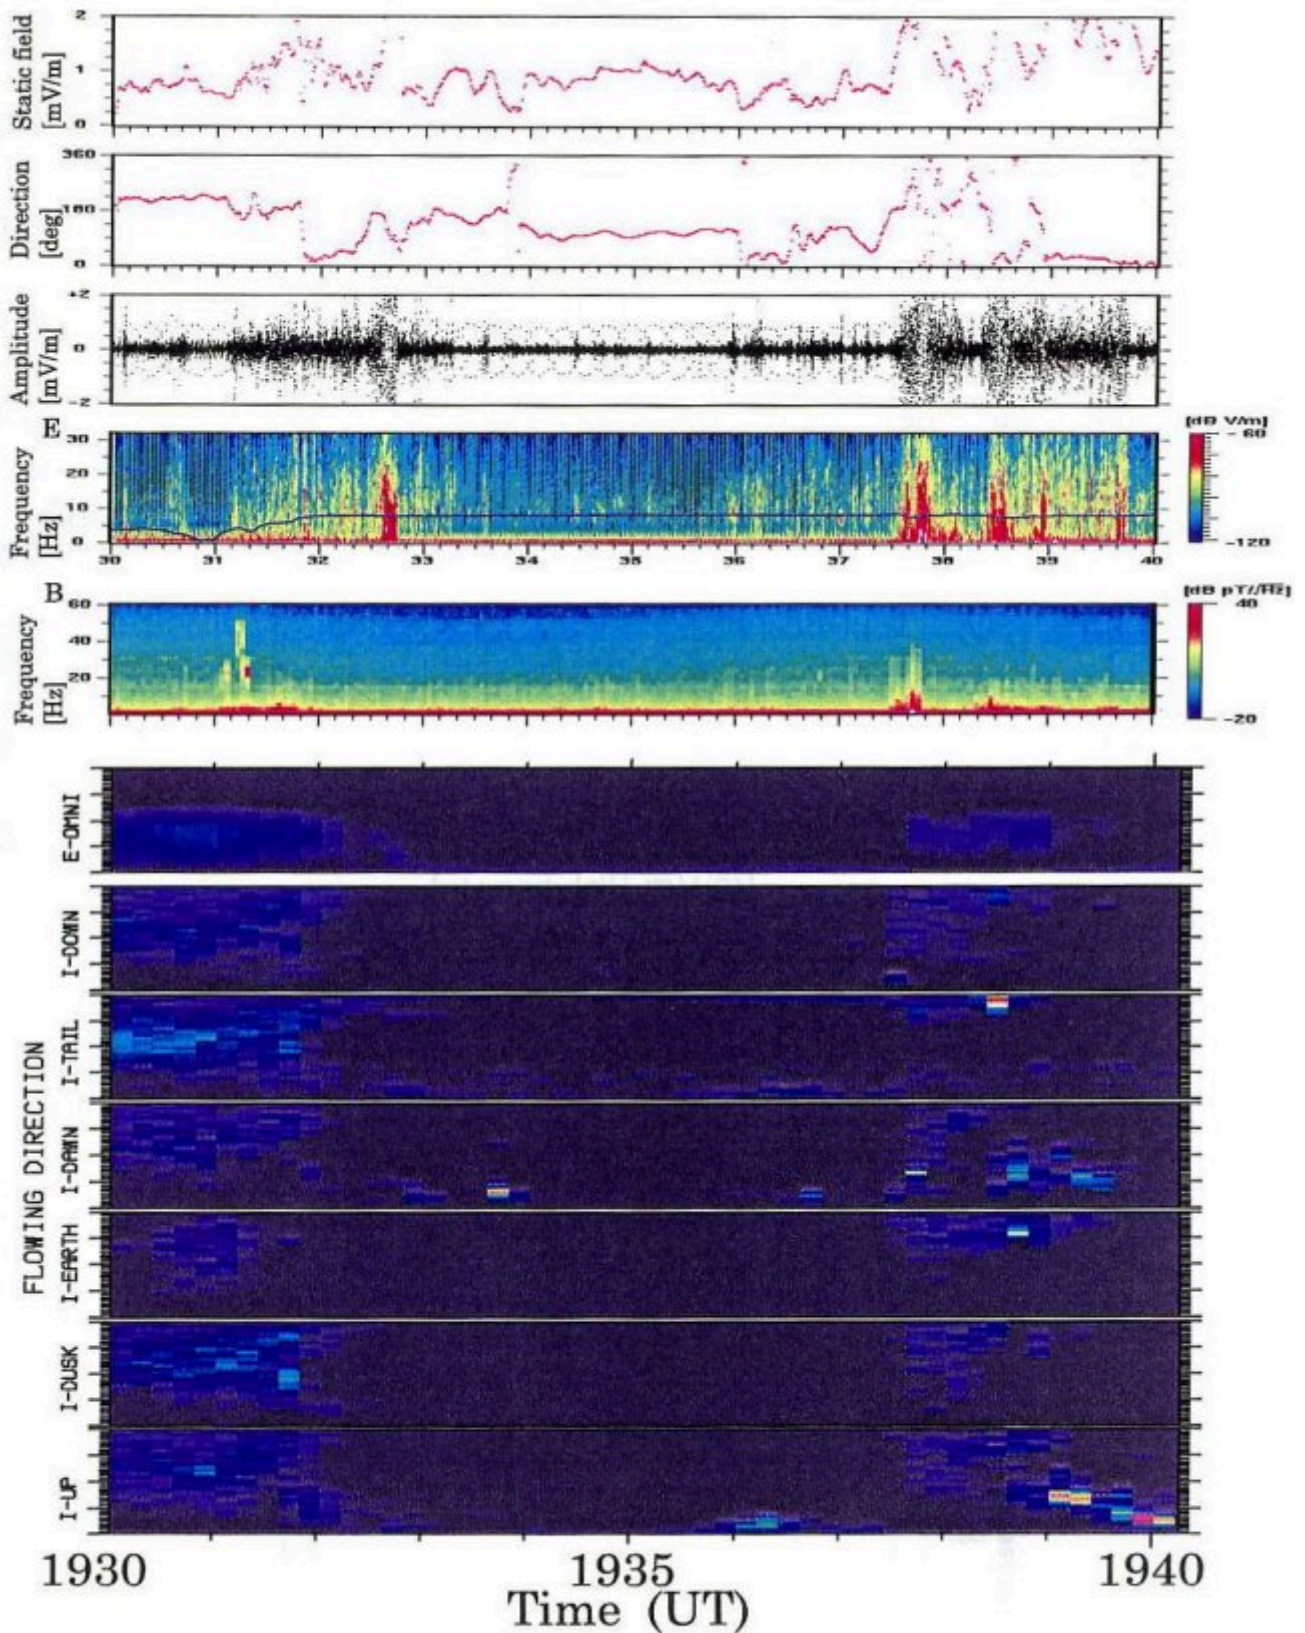 Static field
[mV/m]
2
1
0
Direction
[deg]
360
180
0
Amplitude
[mV/m]
+2
0
-2
E
Frequency
[Hz]
30
20
10
0
30 31 32 33 34 35 36 37 38 39 40
[dB V/m]
-60
-120
B
Frequency
[Hz]
60
40
20
[dB pT/√Hz]
40
-20
FLOWING DIRECTION
E-OMNI
I-DOWN
I-TAIL
I-DAWN
I-EARTH
I-DUSK
I-UP
1930 1935 1940
Time (UT)